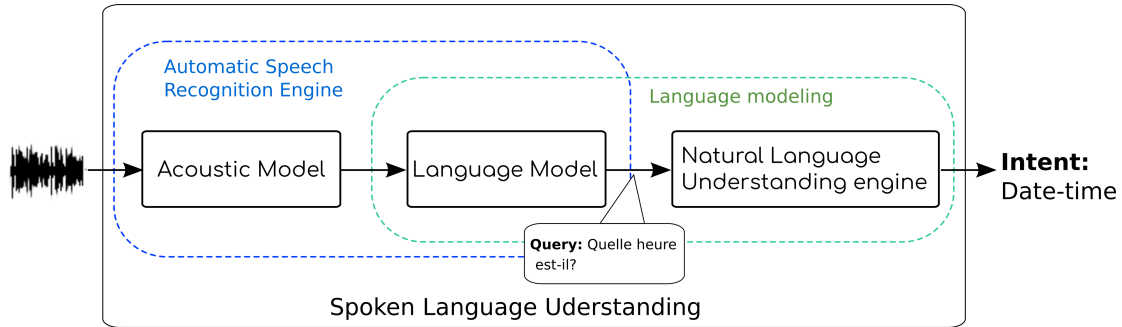 Automatic Speech
Recognition Engine
Language modeling
Acoustic Model
Language Model
Natural Language
Understanding engine
Intent:
Date-time
Query: Quelle heure
est-il?
Spoken Language Uderstanding